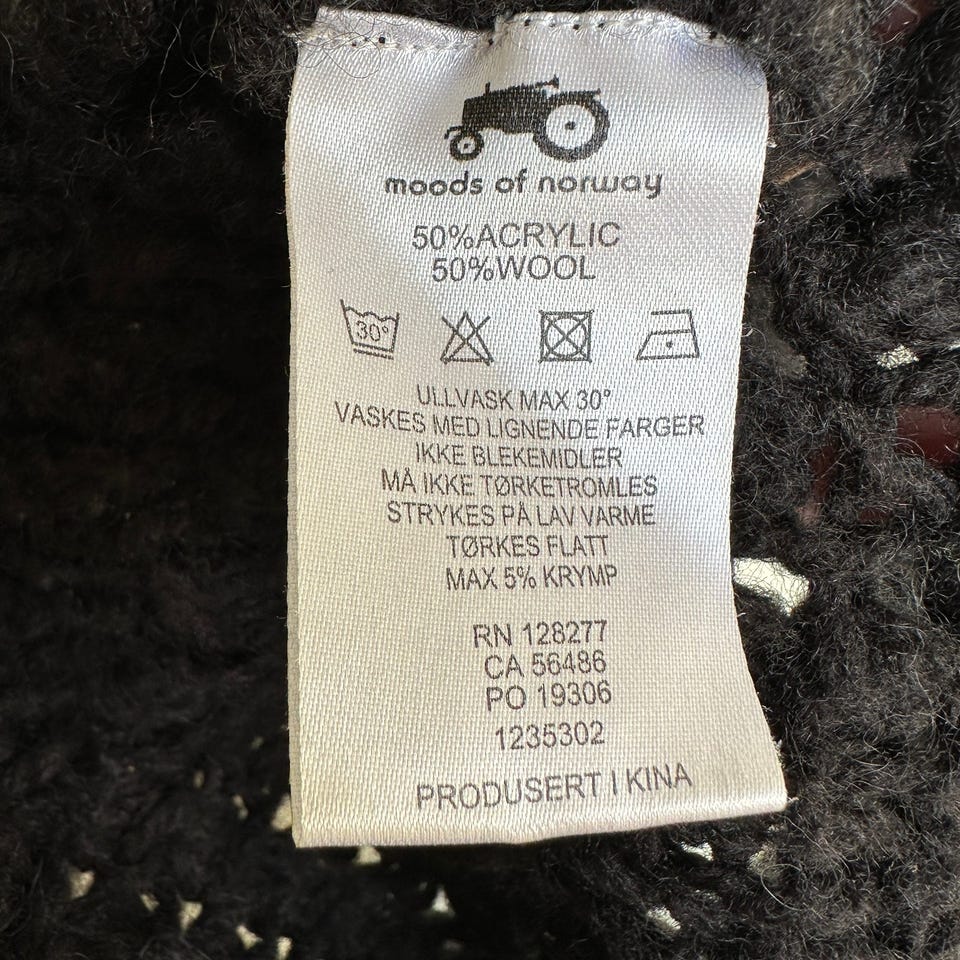 moods of norway
50%ACRYLIC
50%WOOL
30°
ULLVASK MAX 30°
VASKES MED LIGNENDE FARGER
IKKE BLEKEMIDLER
MÅ IKKE TØRKETROMLES
STRYKES PÅ LAV VARME
TØRKES FLATT
MAX 5% KRYMP
RN 128277
CA 56486
PO 19306
1235302
PRODUSERT I KINA